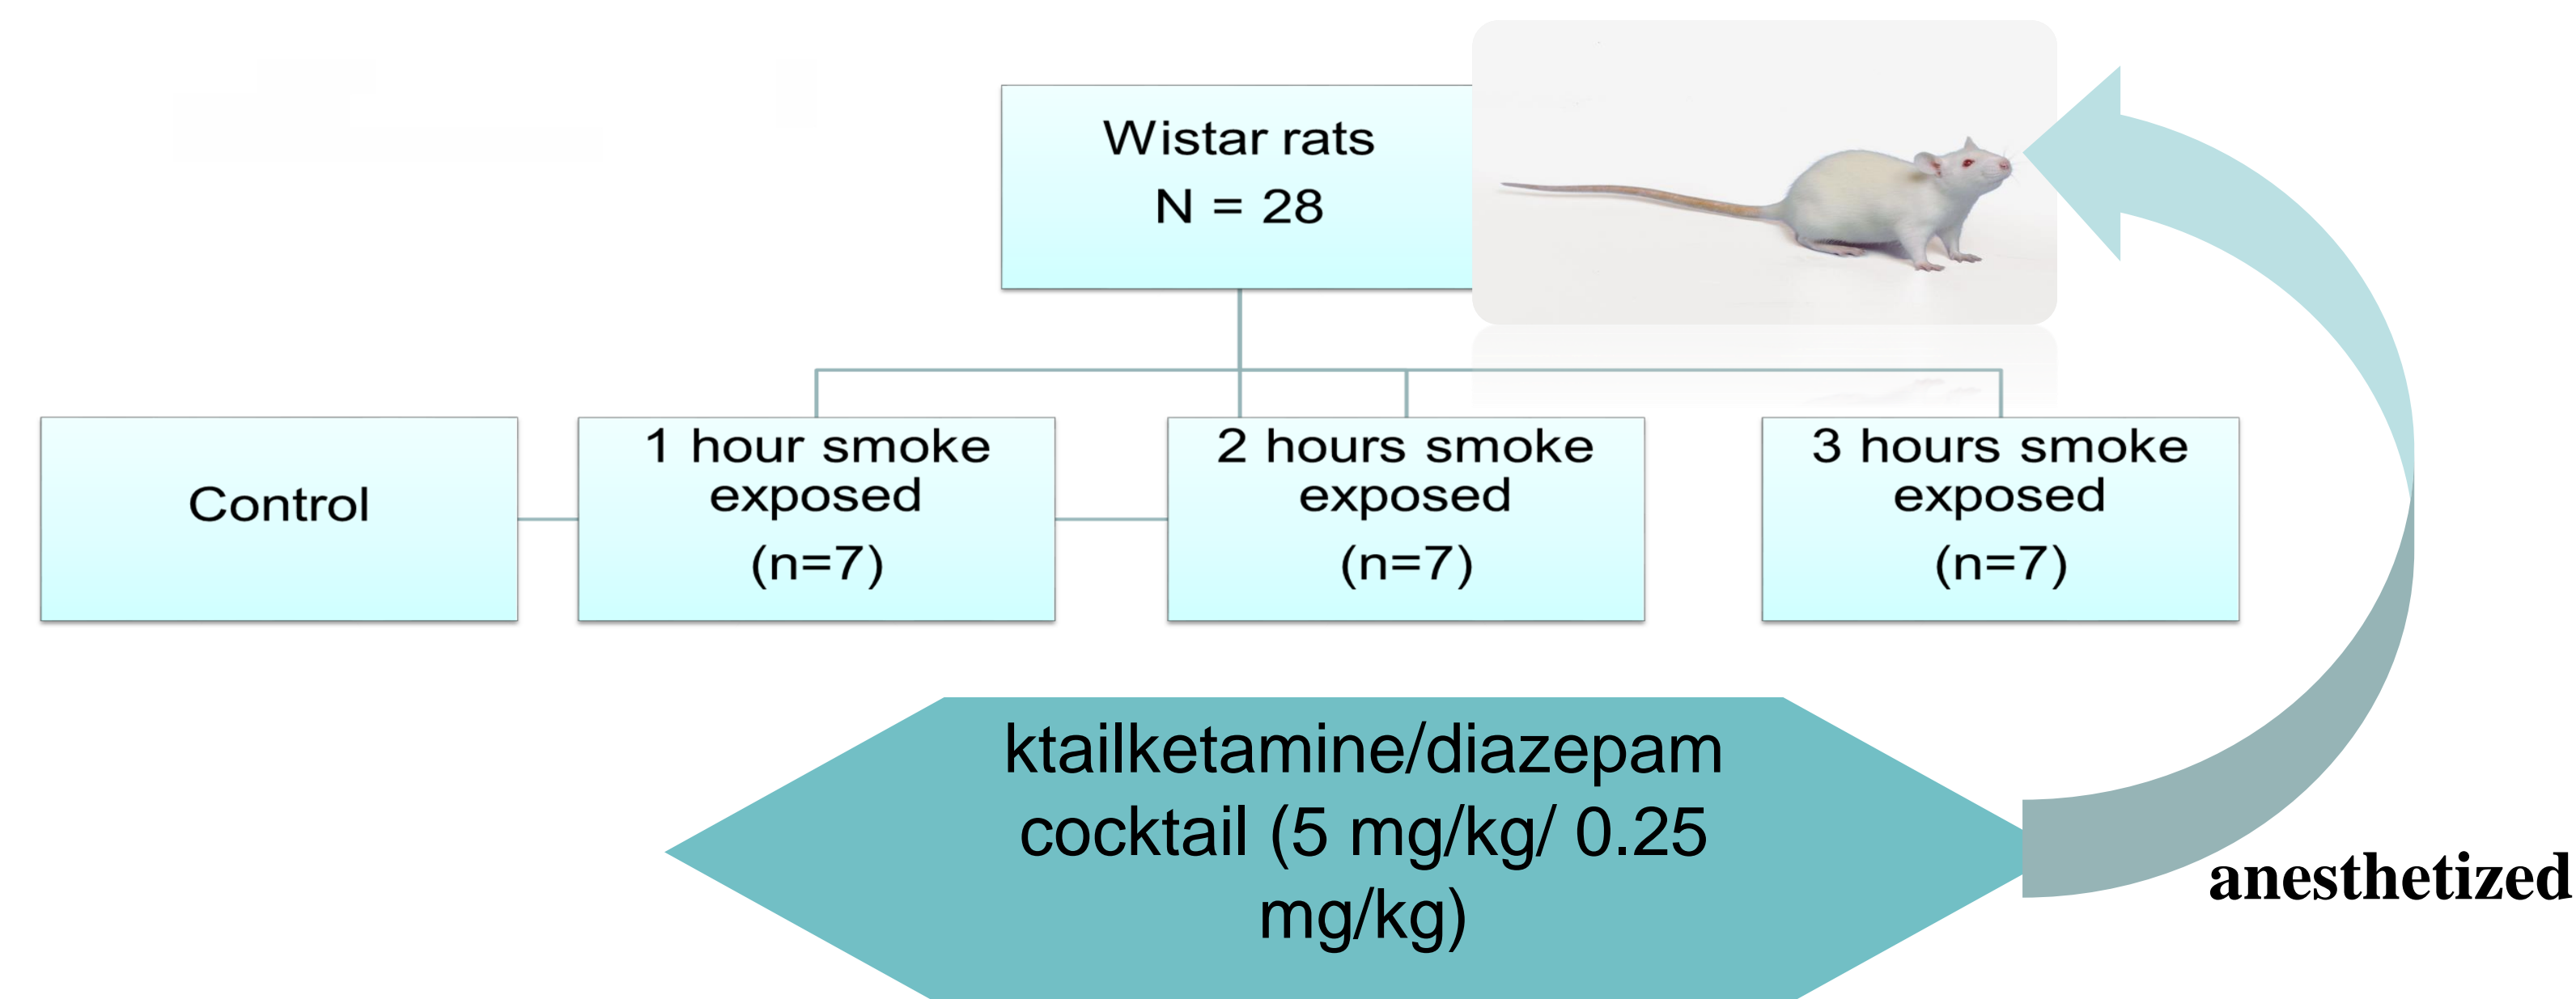 Wistar rats
N = 28
Control
1 hour smoke
exposed
(n=7)
2 hours smoke
exposed
(n=7)
3 hours smoke
exposed
(n=7)
ktailketamine/diazepam
cocktail (5 mg/kg/ 0.25
mg/kg)
anesthetized